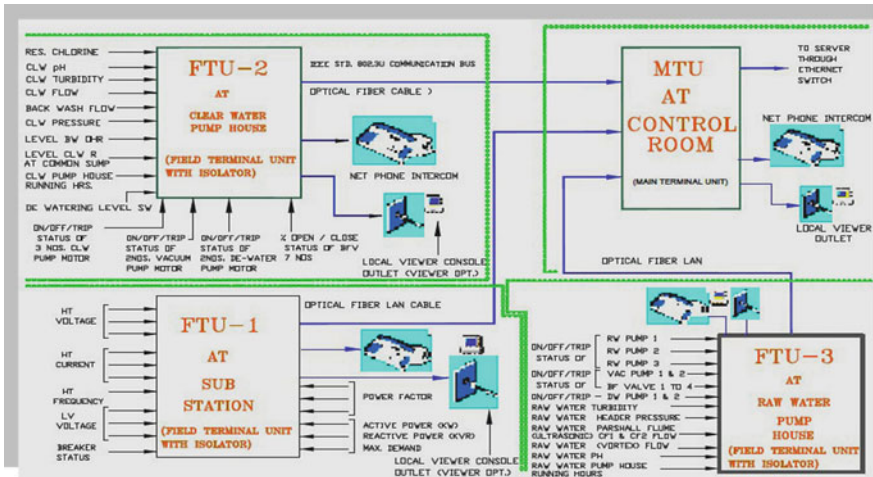 RES. CHLORINE
CLW pH
CLW TURBIDITY
CLW FLOW
BACK WASH FLOW
CLW PRESSURE
LEVEL BW OHR
LEVEL CLW R
AT COMMON SUMP
CLW PUMP HOUSE
RUNNING HRS.
DE WATERING LEVEL SW
FTU-2
AT
CLEAR WATER
PUMP HOUSE
(FIELD TERMINAL UNIT
WITH ISOLATOR)
ON/OFF/TRIP
STATUS OF
3 NOS. CLW
PUMP MOTOR
ON/OFF/TRIP
STATUS OF
2NOS. VACUUM
PUMP MOTOR
ON/OFF/TRIP
STATUS OF
2NOS. DE-WATER
PUMP MOTOR
% OPEN / CLOSE
STATUS OF BFV
7 NOS
IEEE STD. 802.3U COMMUNICATION BUS
OPTICAL FIBER CABLE )
NET PHONE INTERCOM
LOCAL VIEWER CONSOLE
OUTLET (VIEWER OPT.)
MTU
AT
CONTROL
ROOM
(MAIN TERMINAL UNIT)
TO SERVER
THROUGH
ETHERNET
SWITCH
NET PHONE INTERCOM
LOCAL VIEWER
OUTLET
OPTICAL FIBER LAN
HT
VOLTAGE
HT
CURRENT
HT
FREQUENCY
LV
VOLTAGE
BREAKER
STATUS
FTU-1
AT
SUB
STATION
(FIELD TERMINAL UNIT
WITH ISOLATOR)
OPTICAL FIBER LAN CABLE
POWER FACTOR
ACTIVE POWER (KW)
REACTIVE POWER (KVR)
MAX. DEMAND
LOCAL VIEWER CONSOLE
OUTLET (VIEWER OPT.)
ON/OFF/TRIP
STATUS OF
RW PUMP 1
RW PUMP 2
RW PUMP 3
ON/OFF/TRIP
STATUS OF
VAC PUMP 1 & 2
BF VALVE 1 TO 4
ON/OFF/TRIP - DW PUMP 1 & 2
RAW WATER TURBIDITY
RAW WATER HEADER PRESSURE
RAW WATER PARSHALL FLUME
(ULTRASONIC) CF1 & CF2 FLOW
RAW WATER (VORTEX) FLOW
RAW WATER PH
RAW WATER PUMP HOUSE
RUNNING HOURS
FTU-3
AT
RAW WATER
PUMP
HOUSE
(FIELD TERMINAL UNIT
WITH ISOLATOR)